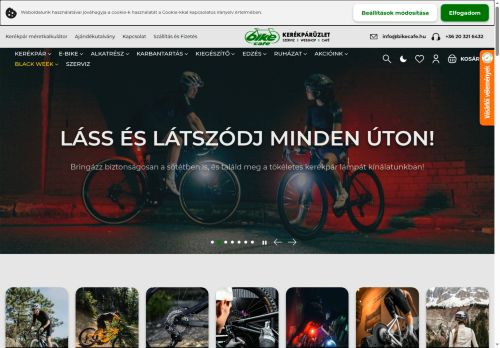 Weboldalunk használatával jóváhagyja a cookie-k használatát a Cookie-kkal kapcsolatos irányelv értelmében.
Beállítások módosítása
Elfogadom
Kerékpár méretkalkulátor Ajándékutalvány Kapcsolat Szállítás és Fizetés
bike cafe
KERÉKPÁRÜZLET
SZERVIZ | WEBSHOP | CAFÉ
info@bikecafe.hu
+36 20 321 6432
KERÉKPÁR E-BIKE ALKATRÉSZ KARBANTARTÁS KIEGÉSZÍTŐ EDZÉS RUHÁZAT AKCIÓINK
BLACK WEEK SZERVIZ
KOSÁR
Vásárlói vélemények
LÁSS ÉS LÁTSZÓDJ MINDEN ÚTON!
Bringázz biztonságosan a sötétben is, és találd meg a tökéletes kerékpár lámpát kínálatunkban!